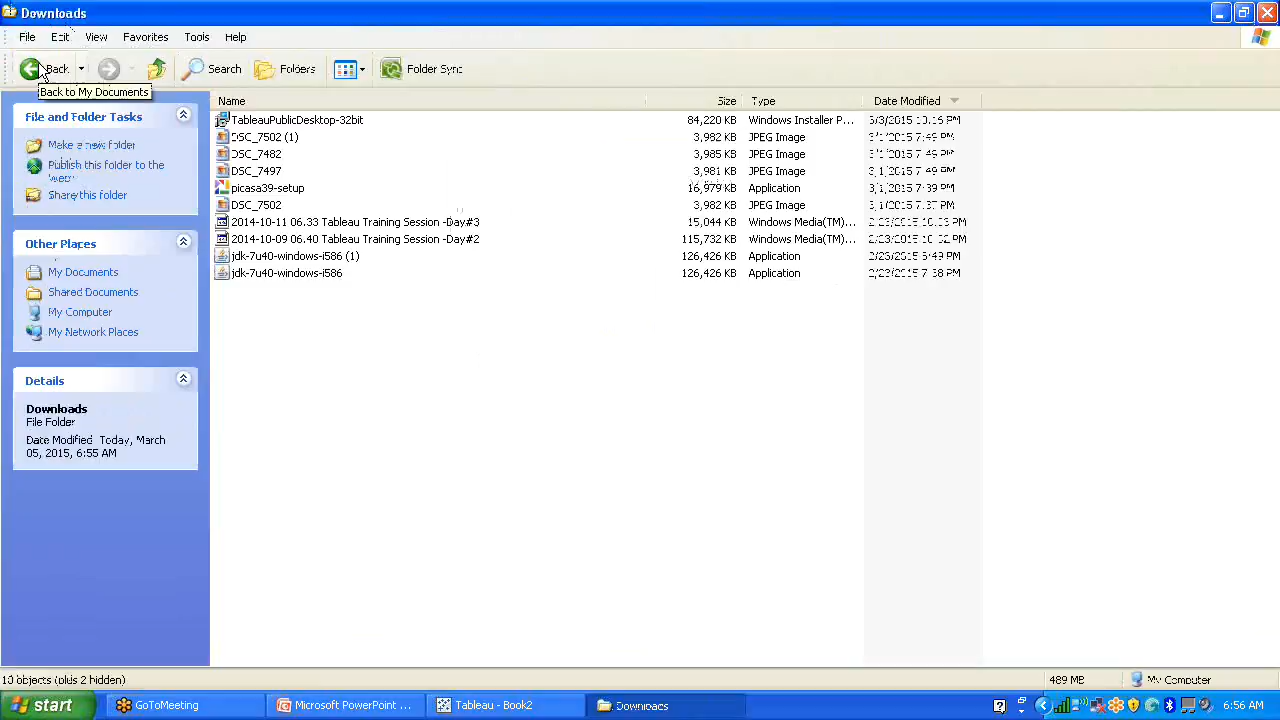 Downloads
File Edit View Favorites Tools Help
Back Search Folders Folder Sync
Back to My Documents
Name Size Type Date Modified
File and Folder Tasks
Make a new folder
Publish this folder to the
Web
Share this folder
Other Places
My Documents
Shared Documents
My Computer
My Network Places
Details
Downloads
File Folder
Date Modified: Today, March
05, 2015, 6:55 AM
TableauPublicDesktop-32bit 84,220 KB Windows Installer P...
DSC_7502 (1) 3,982 KB JPEG Image
DSC_7482 3,985 KB JPEG Image
DSC_7497 3,981 KB JPEG Image
picasa39-setup 16,979 KB Application
DSC_7502 3,982 KB JPEG Image
2014-10-11 06.33 Tableau Training Session -Day#3 15,044 KB Windows Media(TM)...
2014-10-09 06.40 Tableau Training Session -Day#2 115,732 KB Windows Media(TM)...
jdk-7u40-windows-i586 (1) 126,426 KB Application
jdk-7u40-windows-i586 126,426 KB Application
10 objects (plus 2 hidden) 489 MB My Computer
start GoToMeeting Microsoft PowerPoint ... Tableau - Book2 Downloads 6:56 AM